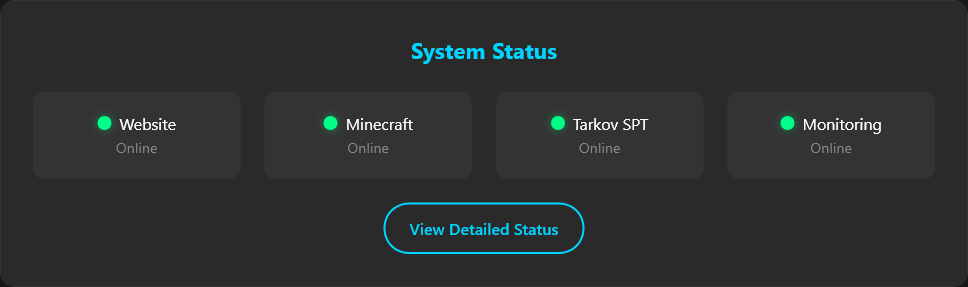 System Status
Website
Online
Minecraft
Online
Tarkov SPT
Online
Monitoring
Online
View Detailed Status